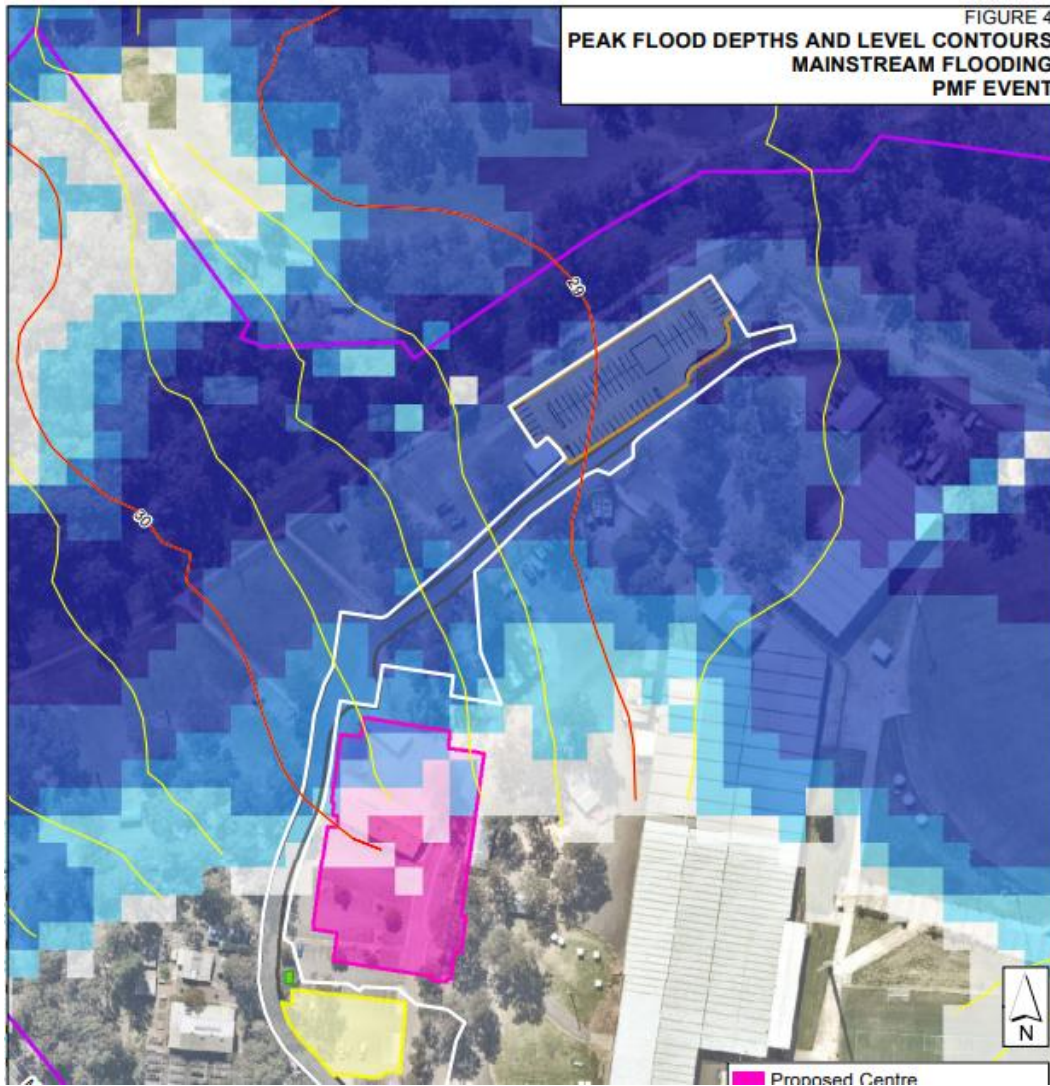 FIGURE 4
PEAK FLOOD DEPTHS AND LEVEL CONTOURS
MAINSTREAM FLOODING
PMF EVENT
29
30
N
Proposed Centre